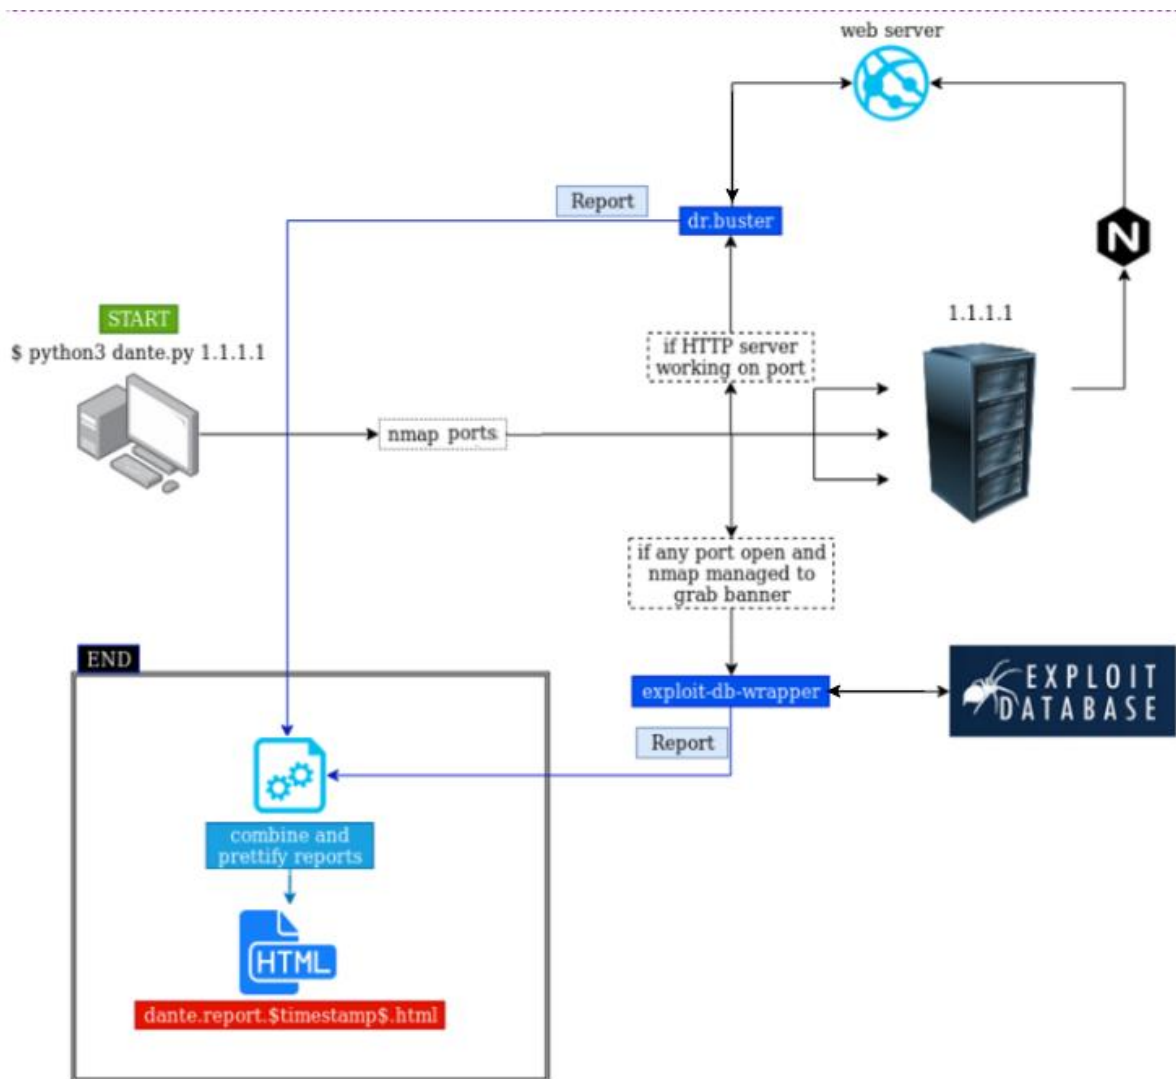 web server
Report
dr.buster
N
START
$ python3 dante.py 1.1.1.1
1.1.1.1
if HTTP server
working on port
nmap ports
if any port open and
nmap managed to
grab banner
END
exploit-db-wrapper
EXPLOIT
DATABASE
Report
combine and
prettify reports
HTML
dante.report.$timestamp$.html